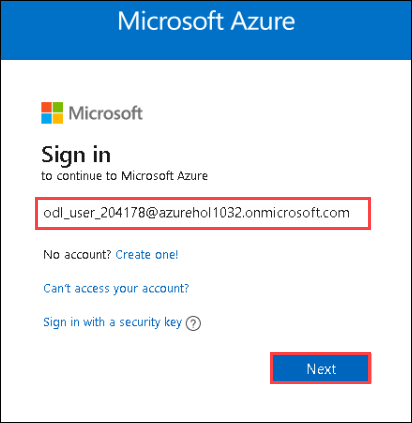 Microsoft Azure
Microsoft
Sign in
to continue to Microsoft Azure
odl_user_204178@azurehol1032.onmicrosoft.com
No account? Create one!
Can't access your account?
Sign in with a security key ?
Next